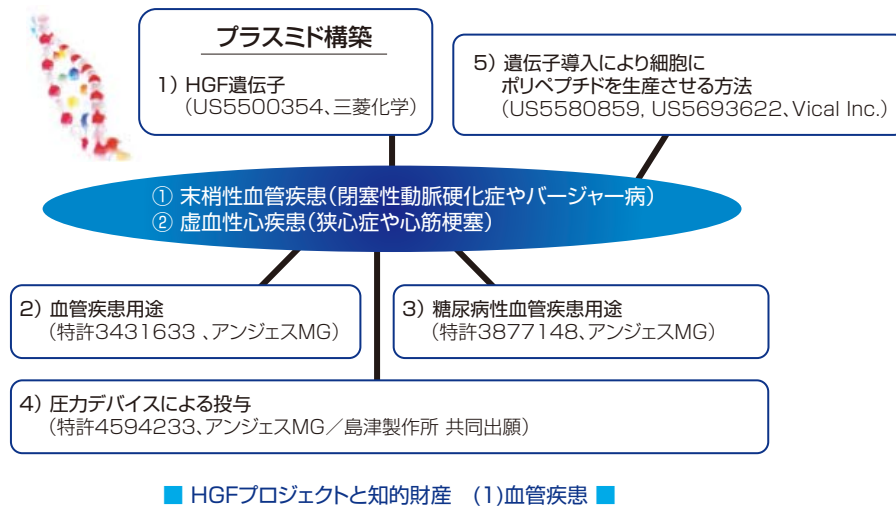 プラスミド構築
1) HGF遺伝子
(US5500354、三菱化学)
5) 遺伝子導入により細胞に
ポリペプチドを生産させる方法
(US5580859, US5693622、Vical Inc.)
① 末梢性血管疾患(閉塞性動脈硬化症やバージャー病)
② 虚血性心疾患(狭心症や心筋梗塞)
2) 血管疾患用途
(特許3431633 、アンジェスMG)
3) 糖尿病性血管疾患用途
(特許3877148、アンジェスMG)
4) 圧力デバイスによる投与
(特許4594233、アンジェスMG／島津製作所 共同出願)
■ HGFプロジェクトと知的財産 (1)血管疾患 ■